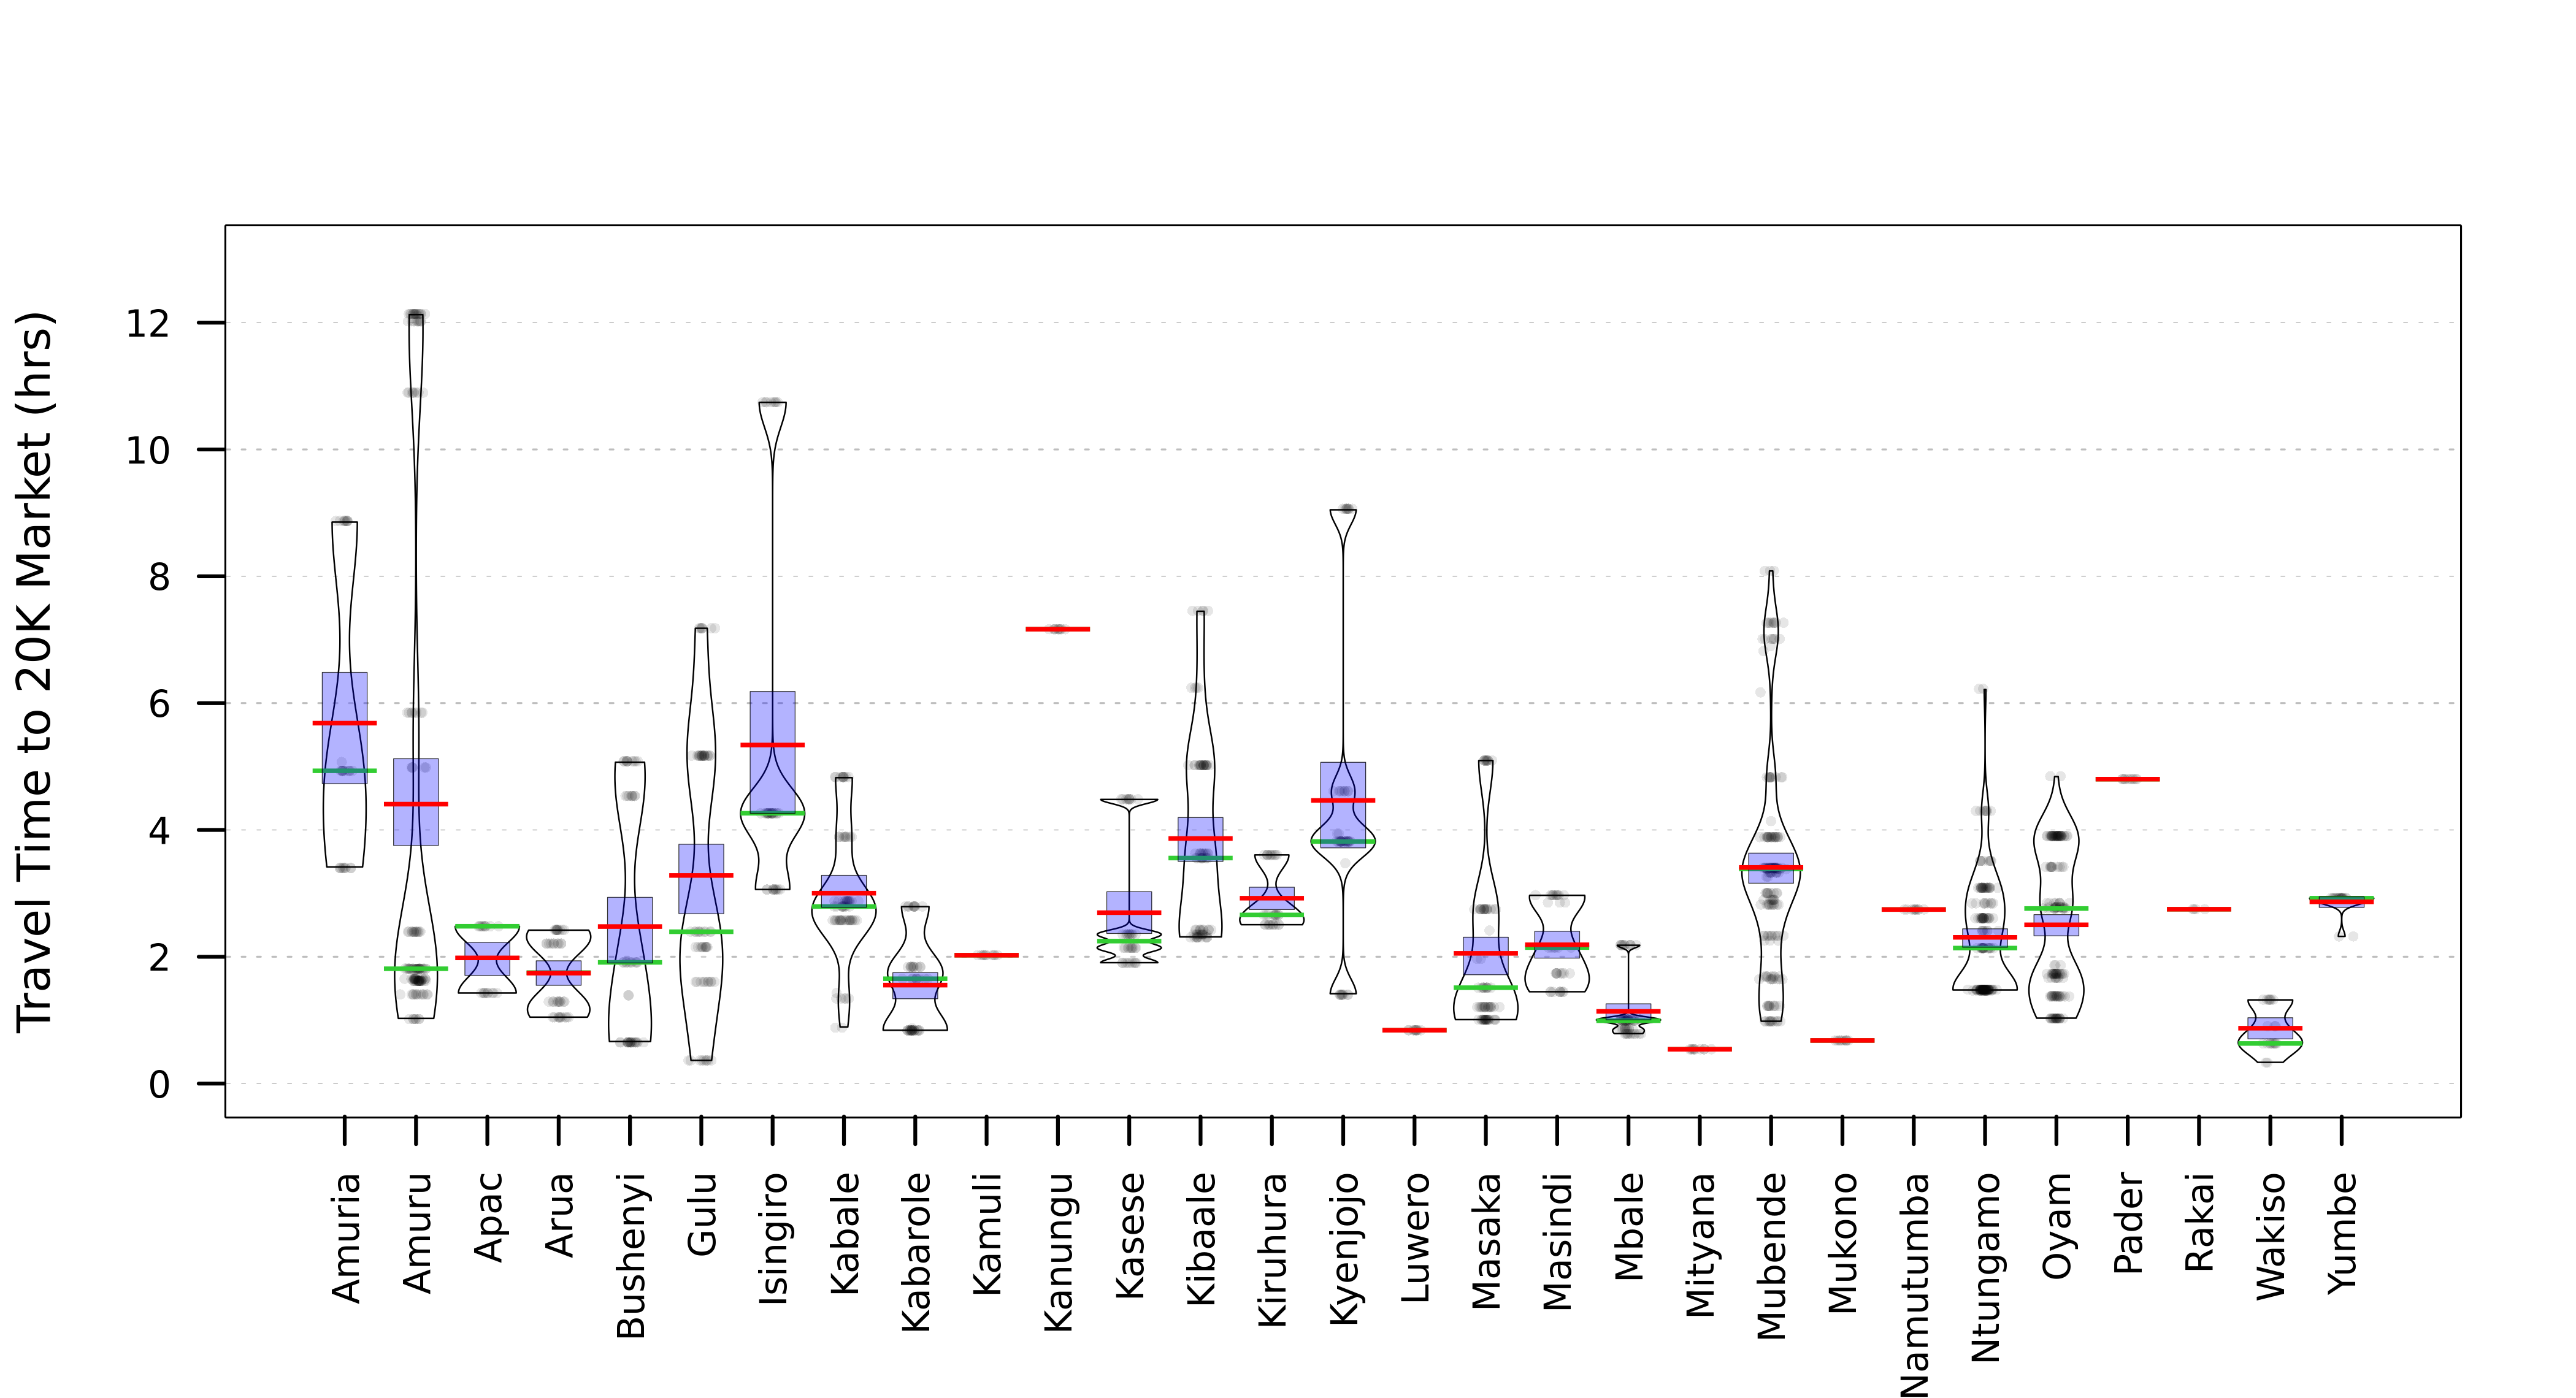 Travel Time to 20K Market (hrs)
12
10
8
6
4
2
0
Amuria
Amuru
Apac
Arua
Bushenyi
Gulu
Isingiro
Kabale
Kabarole
Kamuli
Kanungu
Kasese
Kibaale
Kiruhura
Kyenjojo
Luwero
Masaka
Masindi
Mbale
Mityana
Mubende
Mukono
Namutumba
Ntungamo
Oyam
Pader
Rakai
Wakiso
Yumbe